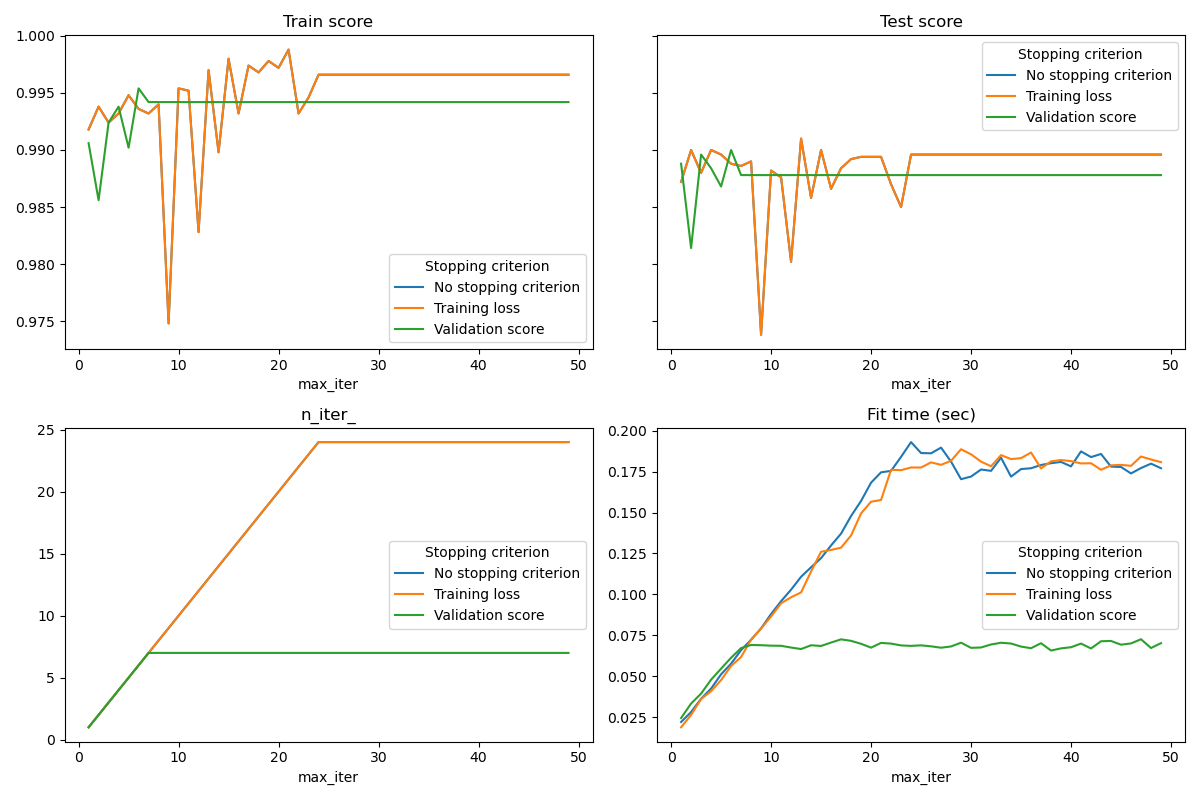 Train score
1.000
0.995
0.990
0.985
0.980
0.975
0 10 20 30 40 50
max_iter
Stopping criterion
No stopping criterion
Training loss
Validation score
Test score
Stopping criterion
No stopping criterion
Training loss
Validation score
0 10 20 30 40 50
max_iter
n_iter_
25
20
15
10
5
0
Stopping criterion
No stopping criterion
Training loss
Validation score
0 10 20 30 40 50
max_iter
Fit time (sec)
0.200
0.175
0.150
0.125
0.100
0.075
0.050
0.025
Stopping criterion
No stopping criterion
Training loss
Validation score
0 10 20 30 40 50
max_iter